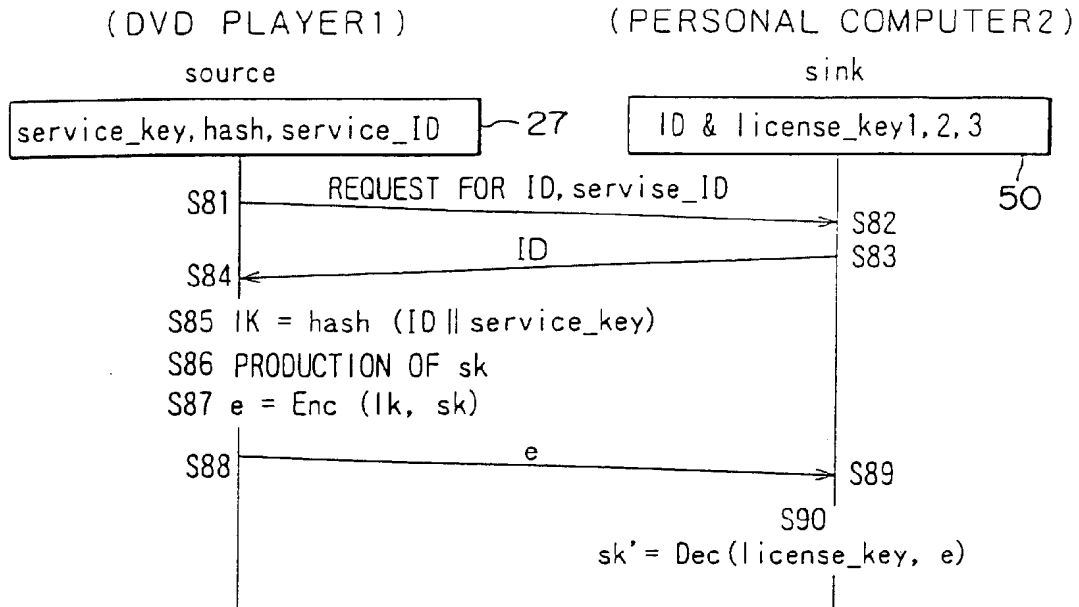 (DVD PLAYER1)
(PERSONAL COMPUTER2)
source
sink
service_key, hash, service_ID
27
ID & license_key1, 2, 3
50
S81
REQUEST FOR ID, servise_ID
S82
ID
S83
S84
S85 lK = hash (ID || service_key)
S86 PRODUCTION OF sk
S87 e = Enc (lk, sk)
S88
e
S89
S90
sk' = Dec(license_key, e)